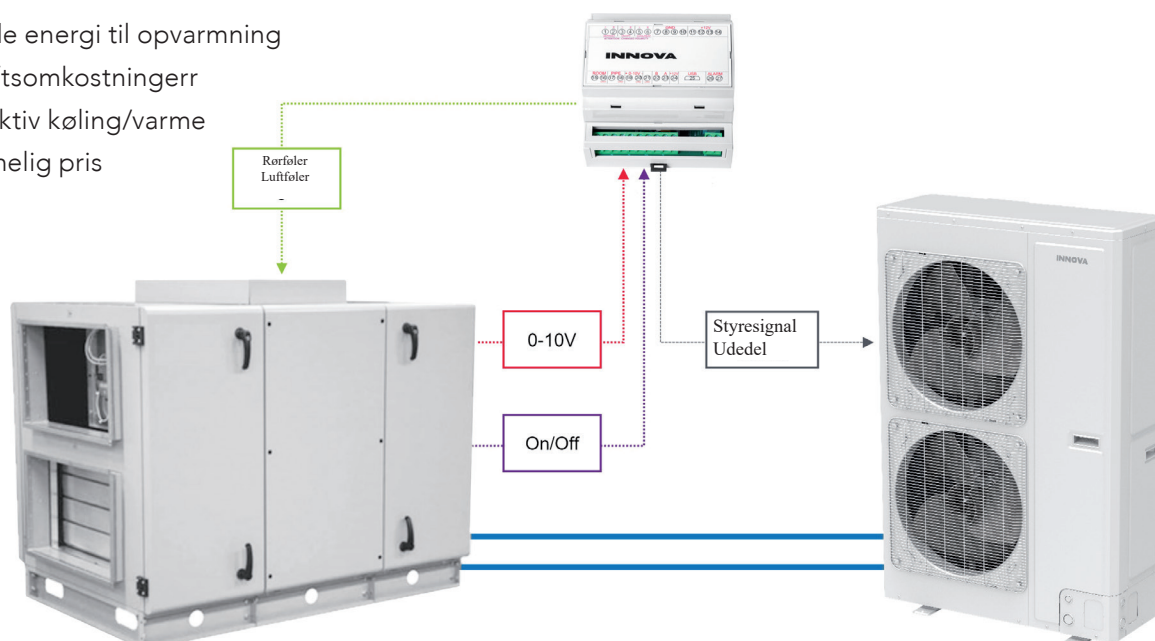 le energi til opvarmning
ftsomkostningerr
ktiv køling/varme
nelig pris
INNOVA
Rørføler
Luftføler
-
INNOVA
0-10V
Styresignal
Udedel
On/Off